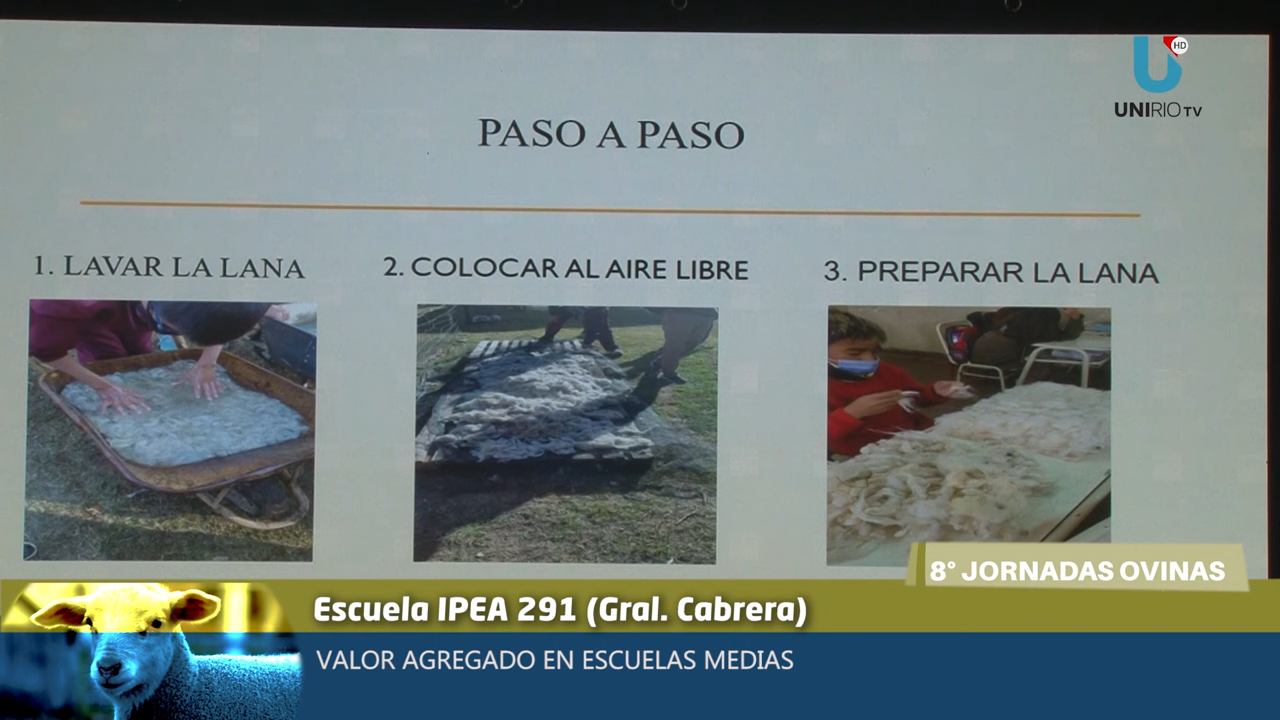 HD
UNIRIO TV
PASO A PASO
1. LAVAR LA LANA
2. COLOCAR AL AIRE LIBRE
3. PREPARAR LA LANA
8° JORNADAS OVINAS
Escuela IPEA 291 (Gral. Cabrera)
VALOR AGREGADO EN ESCUELAS MEDIAS